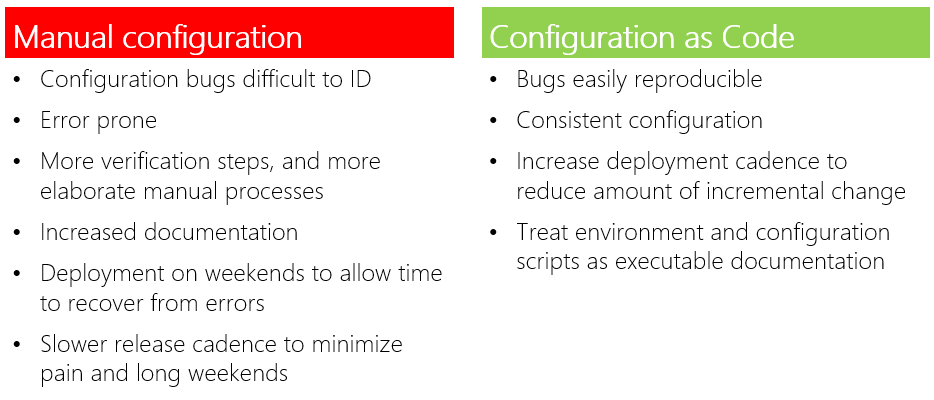 Manual configuration
• Configuration bugs difficult to ID
• Error prone
• More verification steps, and more
elaborate manual processes
• Increased documentation
• Deployment on weekends to allow time
to recover from errors
• Slower release cadence to minimize
pain and long weekends
Configuration as Code
• Bugs easily reproducible
• Consistent configuration
• Increase deployment cadence to
reduce amount of incremental change
• Treat environment and configuration
scripts as executable documentation